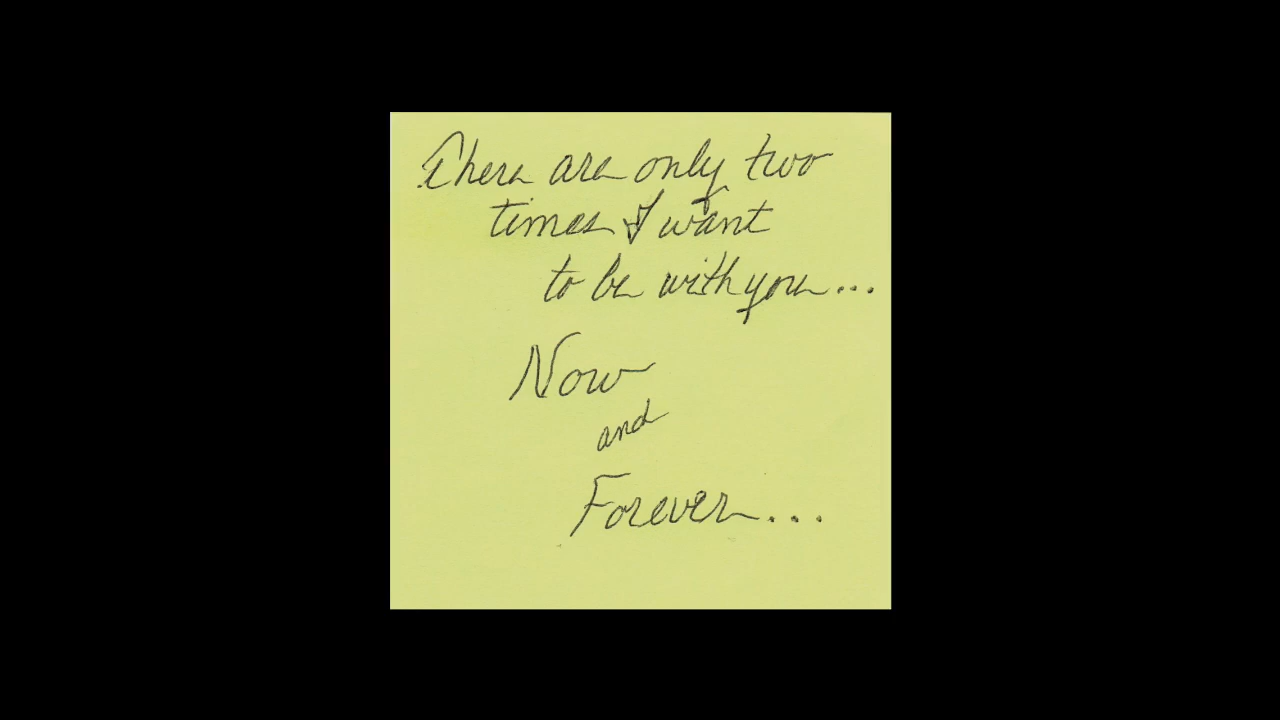 There are only two
times I want
to be with you...
Now
and
Forever...